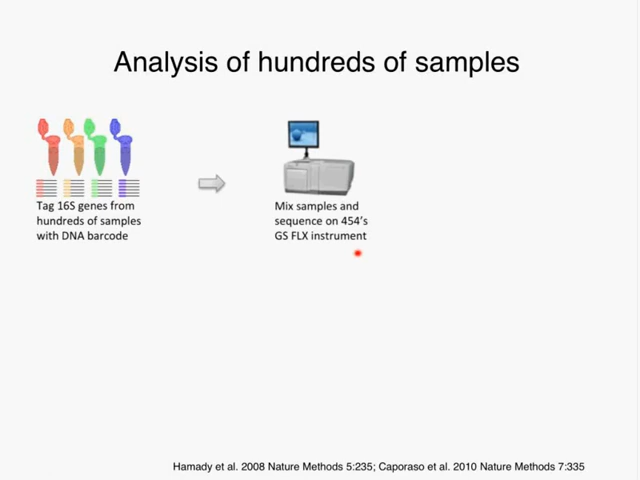 Analysis of hundreds of samples
Tag 16S genes from
hundreds of samples
with DNA barcode
Mix samples and
sequence on 454's
GS FLX instrument
Hamady et al. 2008 Nature Methods 5:235; Caporaso et al. 2010 Nature Methods 7:335